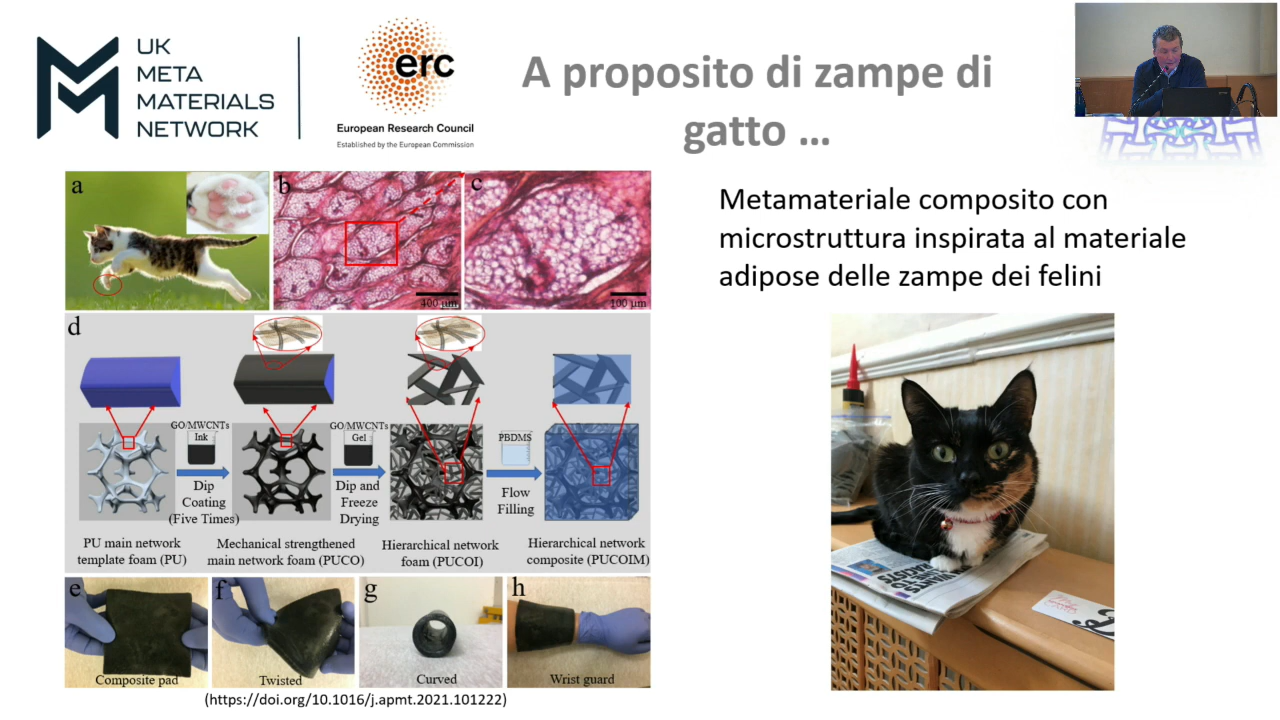 UK
META
MATERIALS
NETWORK
erc
European Research Council
Established by the European Commission
A proposito di zampe di
gatto ...
Metamateriale composito con
microstruttura inspirata al materiale
adipose delle zampe dei felini
a
b
c
400 μm
100 μm
d
GO/MWCNTs
Ink
GO/MWCNTs
Gel
PBDMS
Dip
Coating
(Five Times)
Dip and
Freeze
Drying
Flow
Filling
PU main network
template foam (PU)
Mechanical strengthened
main network foam (PUCO)
Hierarchical network
foam (PUCOI)
Hierarchical network
composite (PUCOIM)
e
f
g
h
Composite pad
Twisted
Curved
Wrist guard
(https://doi.org/10.1016/j.apmt.2021.101222)